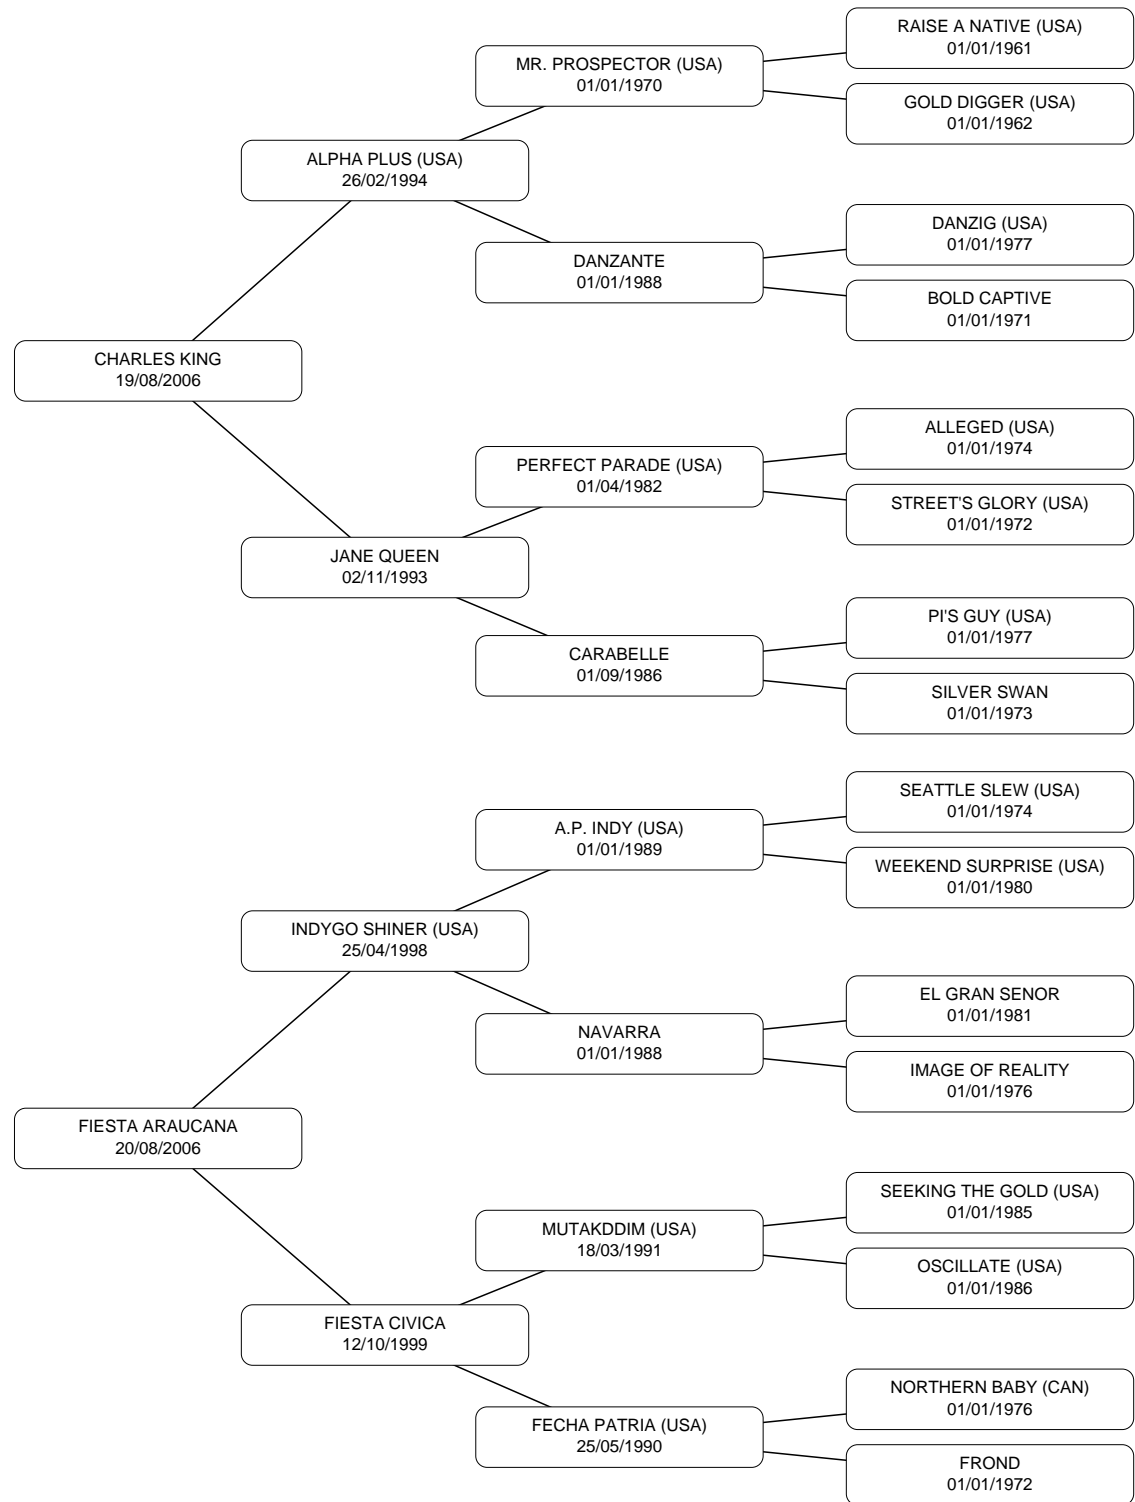 RAISE A NATIVE (USA)
01/01/1961
MR. PROSPECTOR (USA)
01/01/1970
GOLD DIGGER (USA)
01/01/1962
ALPHA PLUS (USA)
26/02/1994
DANZIG (USA)
01/01/1977
DANZANTE
01/01/1988
BOLD CAPTIVE
01/01/1971
CHARLES KING
19/08/2006
ALLEGED (USA)
01/01/1974
PERFECT PARADE (USA)
01/04/1982
STREET'S GLORY (USA)
01/01/1972
JANE QUEEN
02/11/1993
PI'S GUY (USA)
01/01/1977
CARABELLE
01/09/1986
SILVER SWAN
01/01/1973
SEATTLE SLEW (USA)
01/01/1974
A.P. INDY (USA)
01/01/1989
WEEKEND SURPRISE (USA)
01/01/1980
INDYGO SHINER (USA)
25/04/1998
EL GRAN SENOR
01/01/1981
NAVARRA
01/01/1988
IMAGE OF REALITY
01/01/1976
FIESTA ARAUCANA
20/08/2006
SEEKING THE GOLD (USA)
01/01/1985
MUTAKDDIM (USA)
18/03/1991
OSCILLATE (USA)
01/01/1986
FIESTA CIVICA
12/10/1999
NORTHERN BABY (CAN)
01/01/1976
FECHA PATRIA (USA)
25/05/1990
FROND
01/01/1972